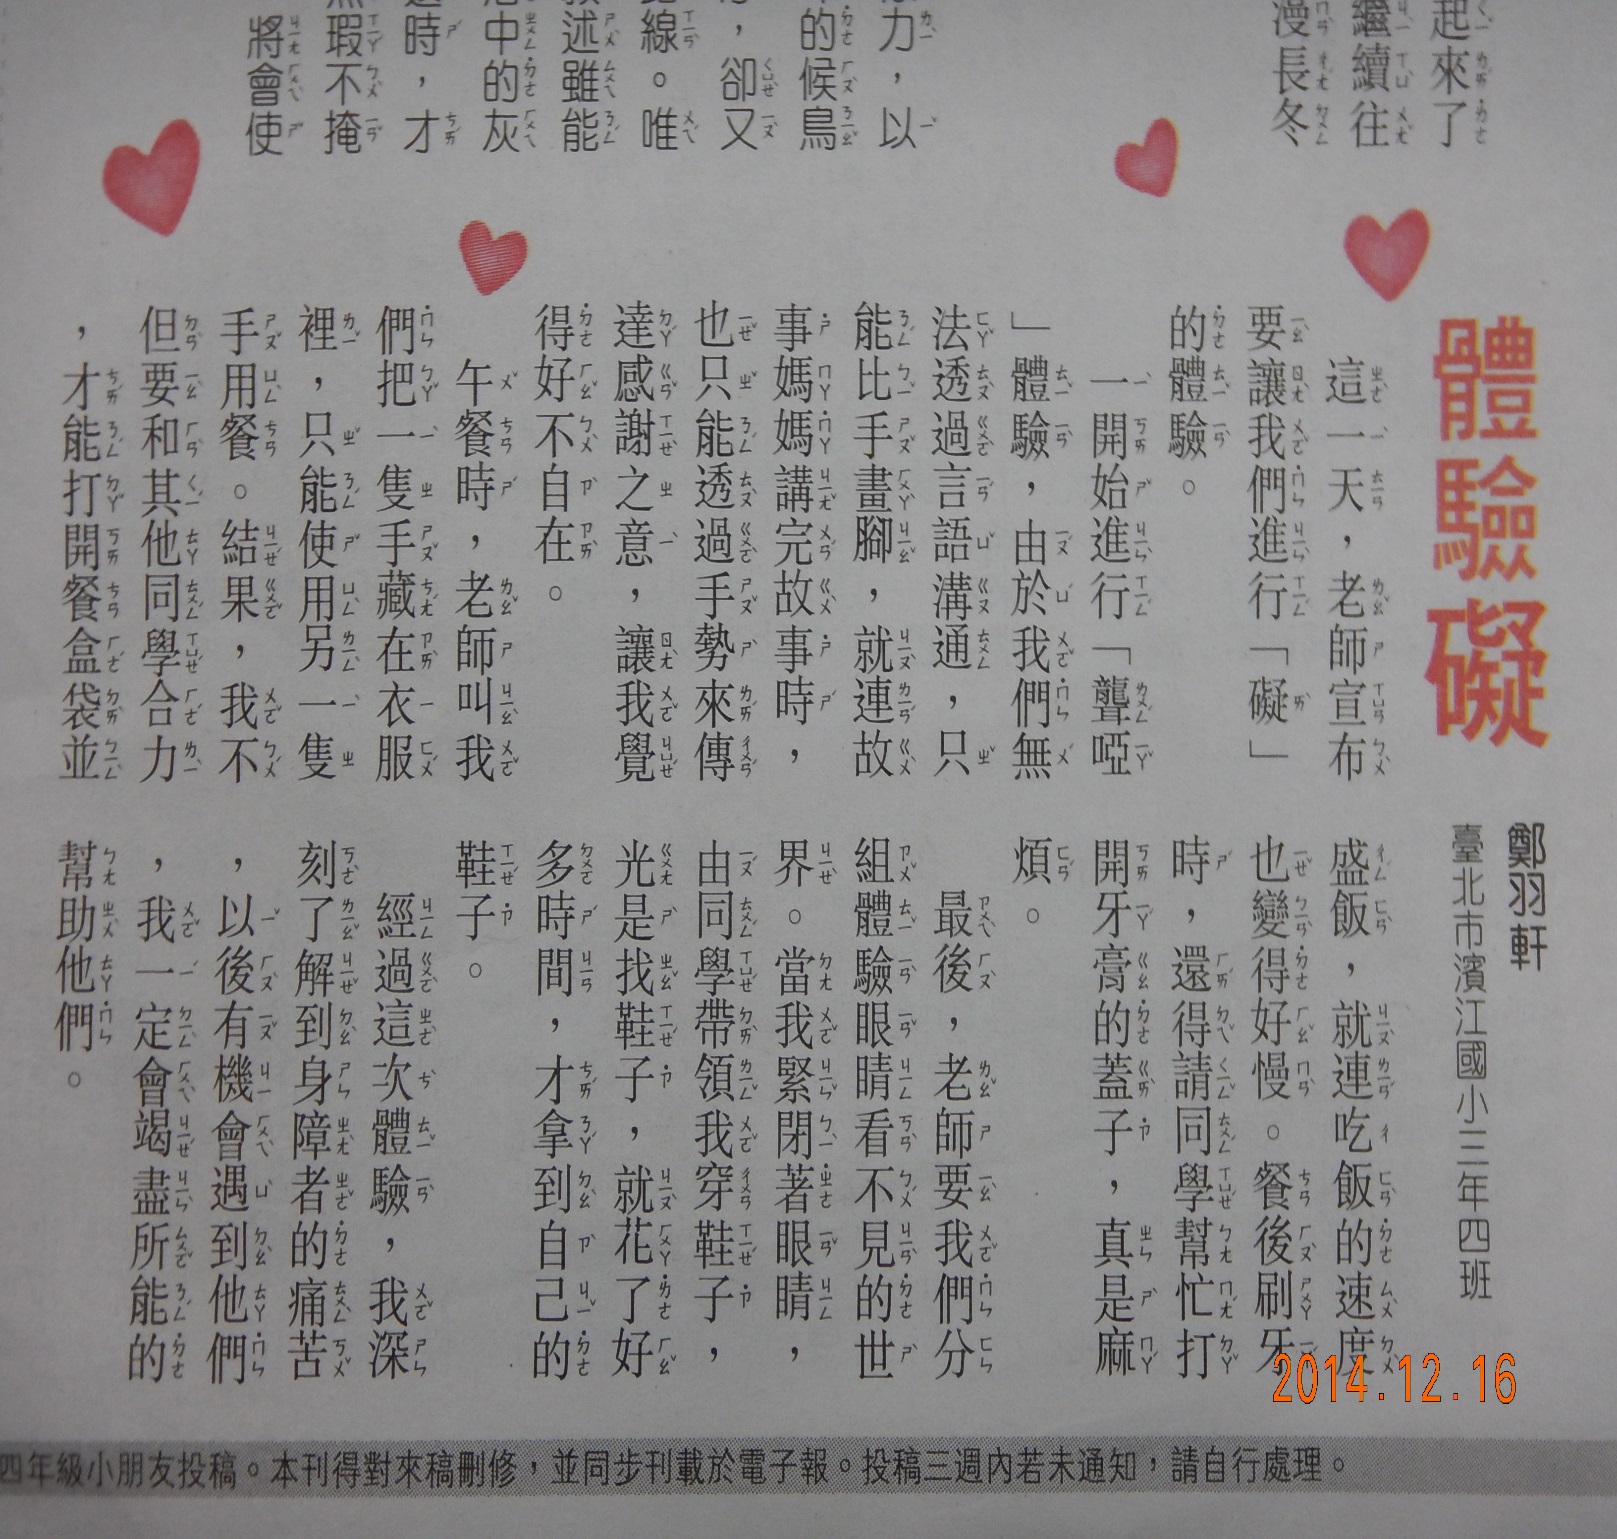 起來了
繼續往
漫長冬
力，以
的候鳥
，卻又
線。唯
述雖能
中的灰
時，才
瑕不掩
將會使
體驗礙
鄭羽軒
臺北市濱江國小三年四班
這一天，老師宣布
要讓我們進行「礙」
的體驗。
一開始進行「聾啞
」體驗，由於我們無
法透過言語溝通，只
能比手畫腳，就連故
事媽媽講完故事時，
也只能透過手勢來傳
達感謝之意，讓我覺
得好不自在。
午餐時，老師叫我
們把一隻手藏在衣服
裡，只能使用另一隻
手用餐。結果，我不
但要和其他同學合力
，才能打開餐盒袋並
盛飯，就連吃飯的速度
也變得好慢。餐後刷牙
時，還得請同學幫忙打
開牙膏的蓋子，真是麻
煩。
最後，老師要我們分
組體驗眼睛看不見的世
界。當我緊閉著眼睛，
由同學帶領我穿鞋子，
光是找鞋子，就花了好
多時間，才拿到自己的
鞋子。
經過這次體驗，我深
刻了解到身障者的痛苦
，以後有機會遇到他們
，我一定會竭盡所能的
幫助他們。
2014.12.16
四年級小朋友投稿。本刊得對來稿刪修，並同步刊載於電子報。投稿三週內若未通知，請自行處理。